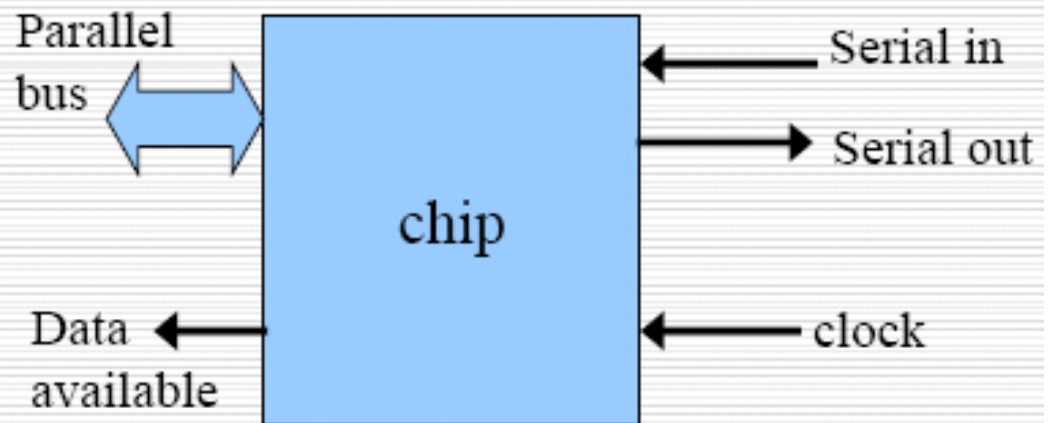 Parallel
bus
Serial in
Serial out
chip
Data
available
clock